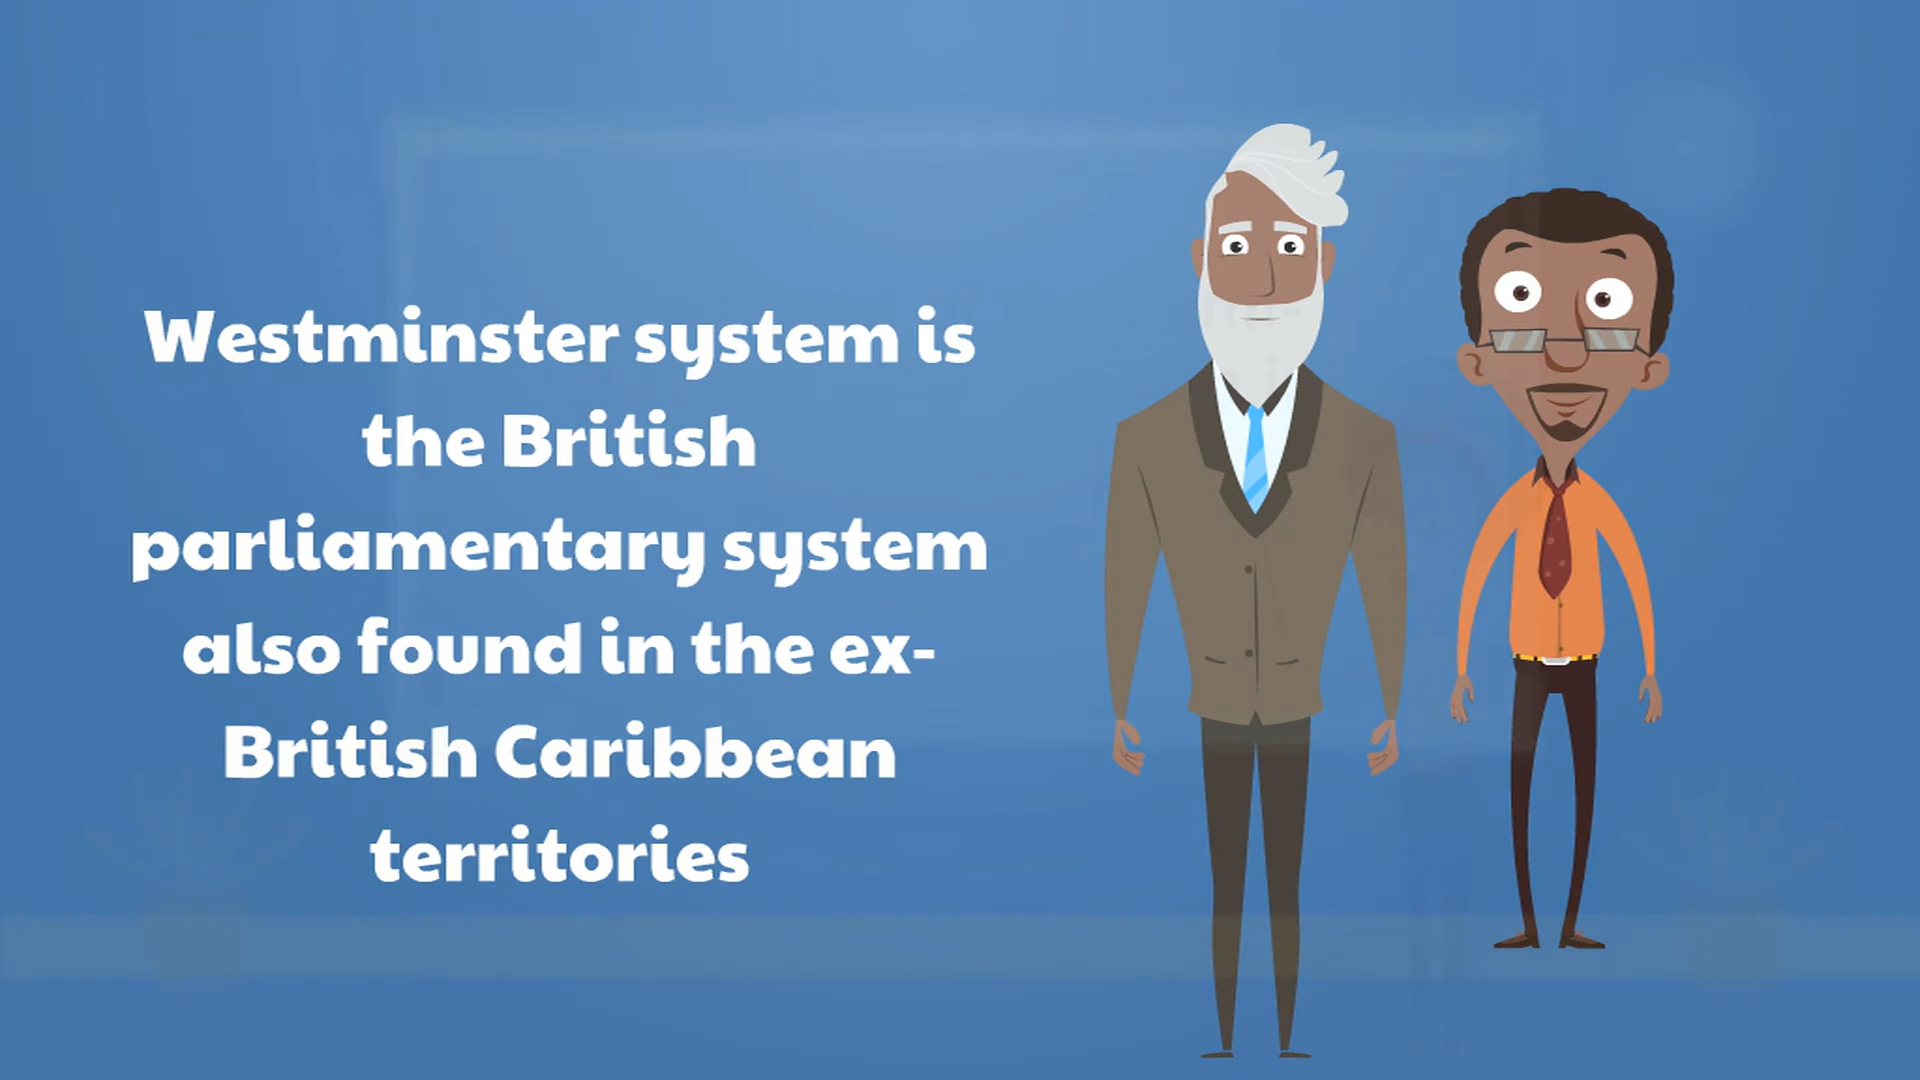 Westminster system is
the British
parliamentary system
also found in the ex-
British Caribbean
territories